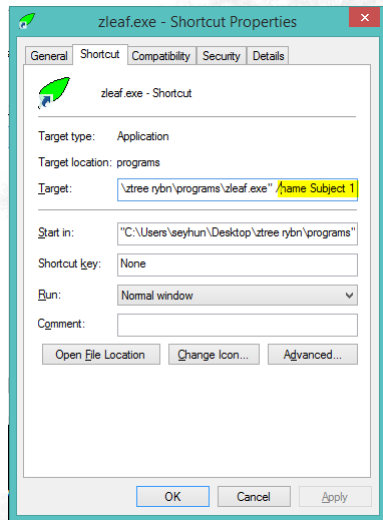 zleaf.exe - Shortcut Properties
General Shortcut Compatibility Security Details
zleaf.exe - Shortcut
Target type: Application
Target location: programs
Target: \ztree rybn\programs\zleaf.exe" /name Subject 1
Start in: "C:\Users\seyhun\Desktop\ztree rybn\programs"
Shortcut key: None
Run: Normal window
Comment:
Open File Location Change Icon... Advanced...
OK Cancel Apply